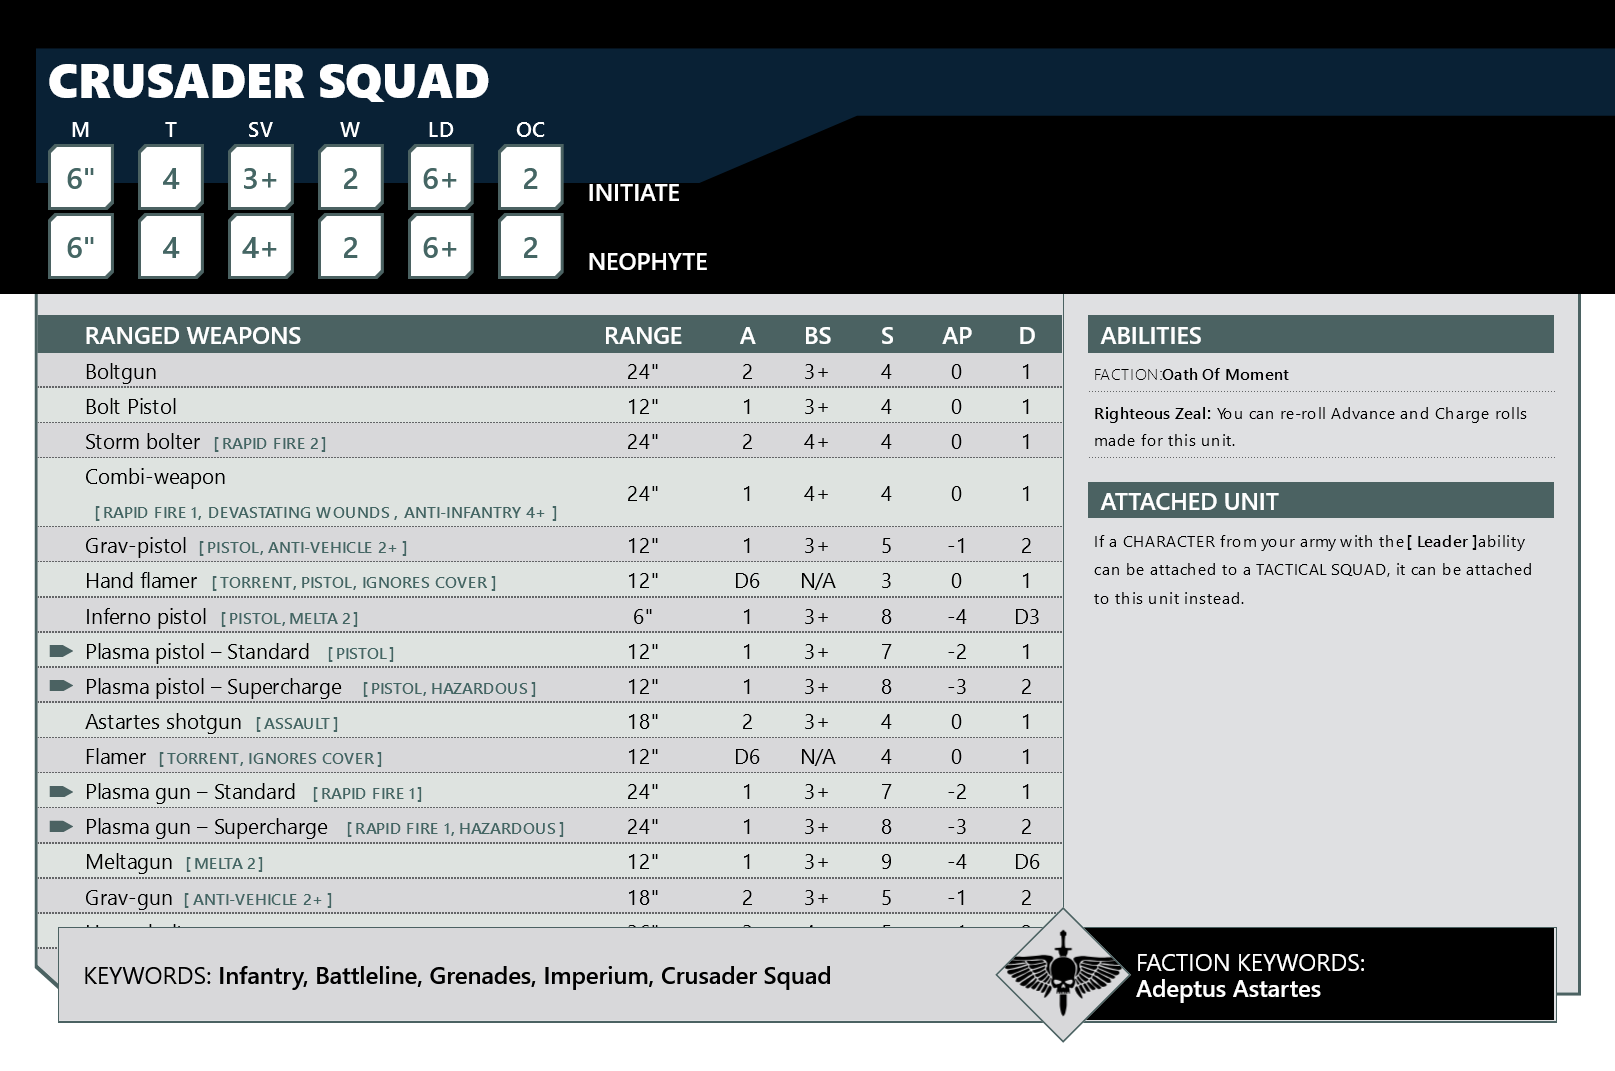 CRUSADER SQUAD
M T SV W LD OC
6" 4 3+ 2 6+ 2 INITIATE
6" 4 4+ 2 6+ 2 NEOPHYTE
RANGED WEAPONS RANGE A BS S AP D
Boltgun 24" 2 3+ 4 0 1
Bolt Pistol 12" 1 3+ 4 0 1
Storm bolter [RAPID FIRE 2] 24" 2 4+ 4 0 1
Combi-weapon
[RAPID FIRE 1, DEVASTATING WOUNDS , ANTI-INFANTRY 4+ ] 24" 1 4+ 4 0 1
Grav-pistol [PISTOL, ANTI-VEHICLE 2+ ] 12" 1 3+ 5 -1 2
Hand flamer [TORRENT, PISTOL, IGNORES COVER] 12" D6 N/A 3 0 1
Inferno pistol [PISTOL, MELTA 2] 6" 1 3+ 8 -4 D3
Plasma pistol – Standard [PISTOL] 12" 1 3+ 7 -2 1
Plasma pistol – Supercharge [PISTOL, HAZARDOUS] 12" 1 3+ 8 -3 2
Astartes shotgun [ASSAULT] 18" 2 3+ 4 0 1
Flamer [TORRENT, IGNORES COVER] 12" D6 N/A 4 0 1
Plasma gun – Standard [RAPID FIRE 1] 24" 1 3+ 7 -2 1
Plasma gun – Supercharge [RAPID FIRE 1, HAZARDOUS] 24" 1 3+ 8 -3 2
Meltagun [MELTA 2] 12" 1 3+ 9 -4 D6
Grav-gun [ANTI-VEHICLE 2+ ] 18" 2 3+ 5 -1 2
ABILITIES
FACTION:Oath Of Moment
Righteous Zeal: You can re-roll Advance and Charge rolls
made for this unit.
ATTACHED UNIT
If a CHARACTER from your army with the [ Leader ]ability
can be attached to a TACTICAL SQUAD, it can be attached
to this unit instead.
KEYWORDS: Infantry, Battleline, Grenades, Imperium, Crusader Squad
FACTION KEYWORDS:
Adeptus Astartes